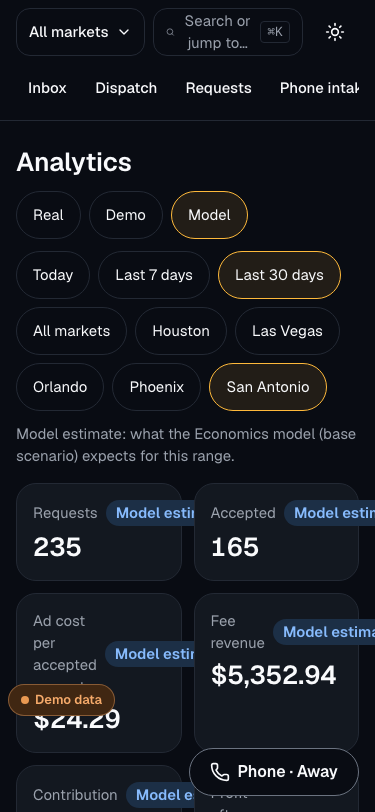 All markets
Search or
jump to...
⌘K
Inbox Dispatch Requests Phone intak
Analytics
Real Demo Model
Today Last 7 days Last 30 days
All markets Houston Las Vegas
Orlando Phoenix San Antonio
Model estimate: what the Economics model (base
scenario) expects for this range.
Requests Model estim
235
Accepted Model estim
165
Ad cost
per
accepted
Model estim
$24.29
Fee
revenue
Model estima
$5,352.94
Demo data
Contribution Model e
Phone · Away